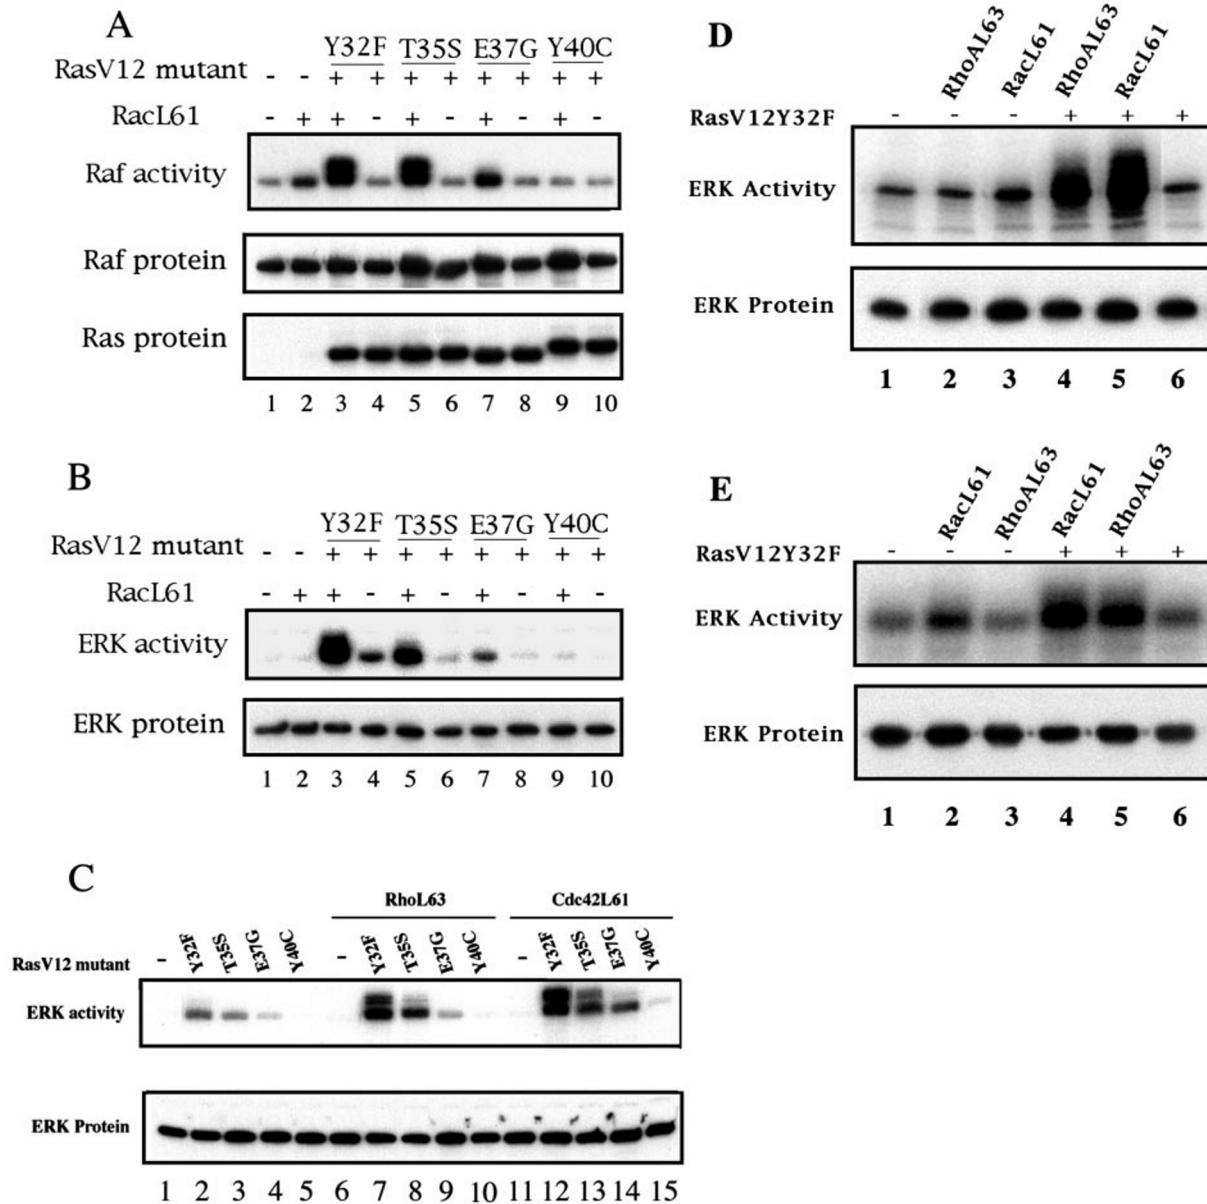 A
Y32F T35S E37G Y40C
RasV12 mutant - - + + + + + + + +
RacL61 - + + - + - + - + -
Raf activity
Raf protein
Ras protein
1 2 3 4 5 6 7 8 9 10
B
Y32F T35S E37G Y40C
RasV12 mutant - - + + + + + + + +
RacL61 - + + - + - + - + -
ERK activity
ERK protein
1 2 3 4 5 6 7 8 9 10
C
RhoL63 Cdc42L61
RasV12 mutant - Y32F T35S E37G Y40C - Y32F T35S E37G Y40C - Y32F T35S E37G Y40C
ERK activity
ERK Protein
1 2 3 4 5 6 7 8 9 10 11 12 13 14 15
D
RhoAL63 RacL61 RhoAL63 RacL61
RasV12Y32F - - - + + +
ERK Activity
ERK Protein
1 2 3 4 5 6
E
RacL61 RhoAL63 RacL61 RhoAL63
RasV12Y32F - - - + + +
ERK Activity
ERK Protein
1 2 3 4 5 6